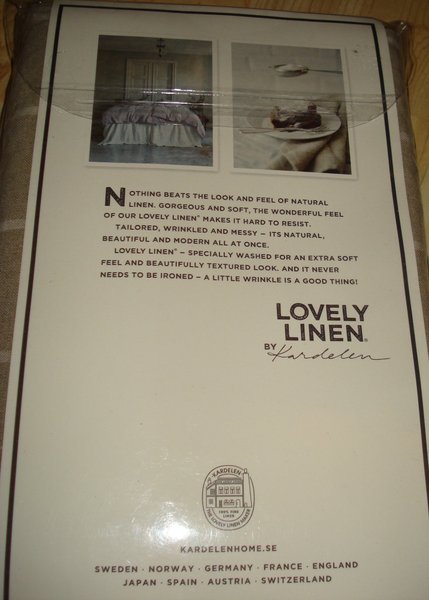 NOTHING BEATS THE LOOK AND FEEL OF NATURAL
LINEN. GORGEOUS AND SOFT, THE WONDERFUL FEEL
OF OUR LOVELY LINEN™ MAKES IT HARD TO RESIST.
TAILORED, WRINKLED AND MESSY – ITS NATURAL,
BEAUTIFUL AND MODERN ALL AT ONCE.
LOVELY LINEN™ – SPECIALLY WASHED FOR AN EXTRA SOFT
FEEL AND BEAUTIFULLY TEXTURED LOOK. AND IT NEVER
NEEDS TO BE IRONED – A LITTLE WRINKLE IS A GOOD THING!
LOVELY
LINEN®
BY Kardelen
KARDELEN
100% PURE
LINEN
THE LOVELY LINEN MAKER
KARDELENHOME.SE
SWEDEN · NORWAY · GERMANY · FRANCE · ENGLAND
JAPAN · SPAIN · AUSTRIA · SWITZERLAND